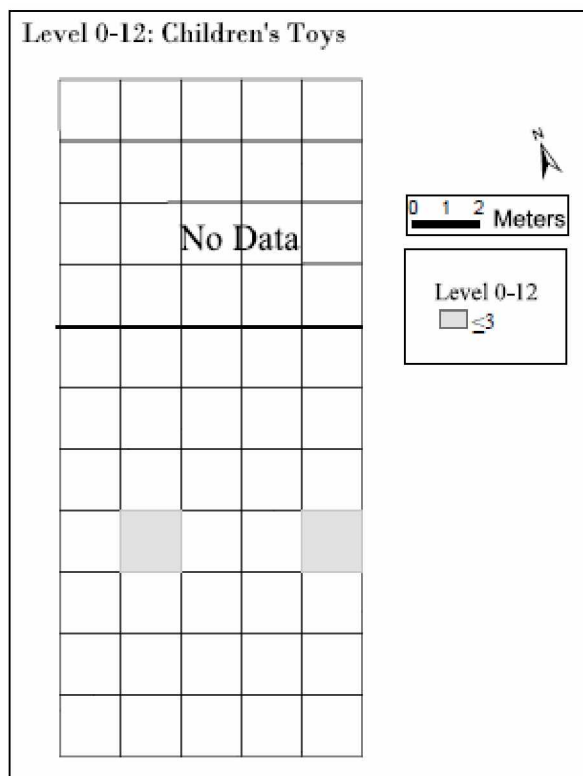 Level 0-12: Children's Toys
N
0 1 2 Meters
No Data
Level 0-12
≤3